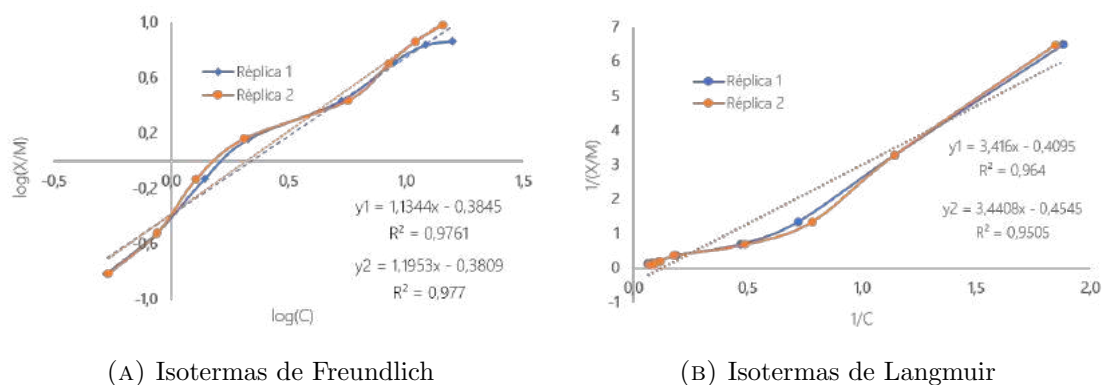 1,0
0,6
0,2
-0,2
-0,6
-1,0
-0,5
0,0
0,5
1,0
1,5
log(X/M)
log(C)
Réplica 1
Réplica 2
y1 = 1,1344x - 0,3845
R² = 0,9761
y2 = 1,1953x - 0,3809
R² = 0,977
(A) Isotermas de Freundlich
7
6
5
4
3
2
1
0
-1
0,0
0,5
1,0
1,5
2,0
1/(X/M)
1/C
Réplica 1
Réplica 2
y1 = 3,416x - 0,4095
R² = 0,964
y2 = 3,4408x - 0,4545
R² = 0,9505
(B) Isotermas de Langmuir